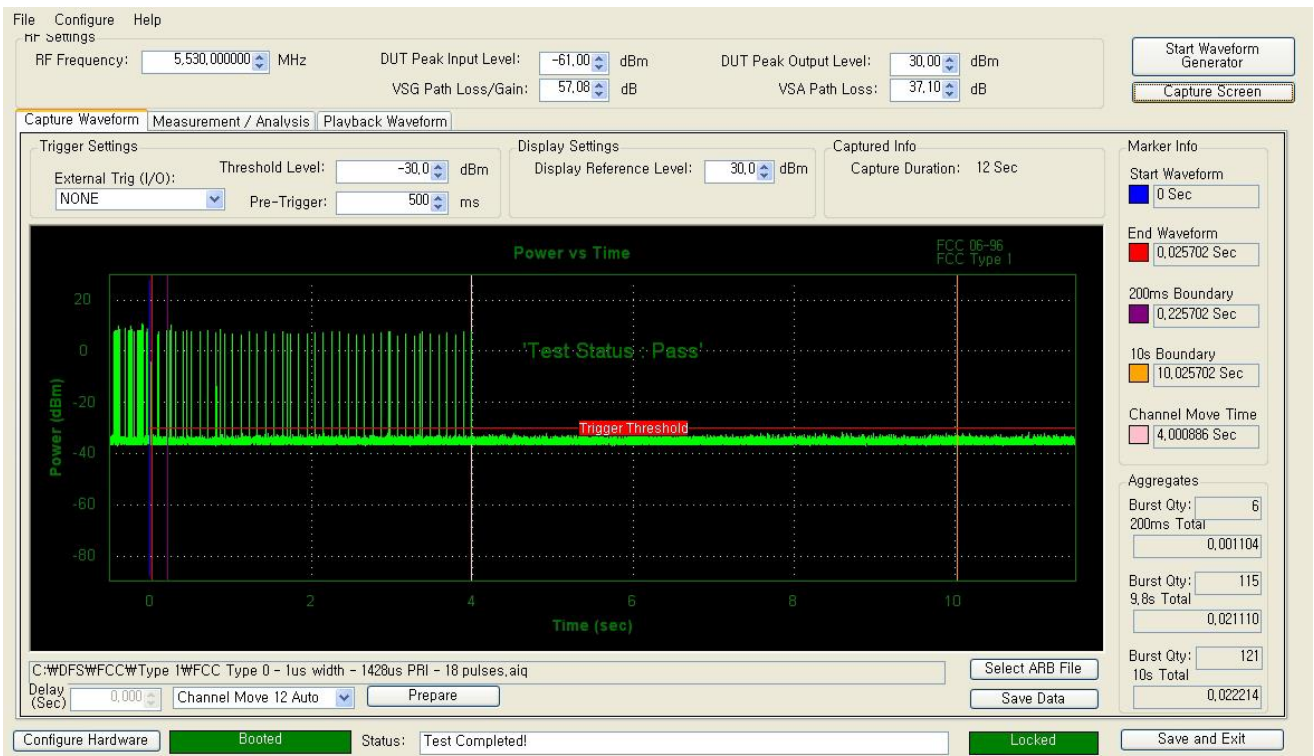 File Configure Help
RF Settings
RF Frequency: 5,530,000000 MHz
DUT Peak Input Level: -61,00 dBm
DUT Peak Output Level: 30,00 dBm
VSG Path Loss/Gain: 57,08 dB
VSA Path Loss: 37,10 dB
Start Waveform Generator
Capture Screen
Capture Waveform Measurement / Analysis Playback Waveform
Trigger Settings
External Trig (I/O):
NONE
Threshold Level: -30,0 dBm
Pre-Trigger: 500 ms
Display Settings
Display Reference Level: 30,0 dBm
Captured Info
Capture Duration: 12 Sec
Power vs Time
FCC 06-96
FCC Type 1
20
0
-20
-40
-60
-80
Power (dBm)
'Test Status : Pass'
Trigger Threshold
0 2 4 6 8 10
Time (sec)
Marker Info
Start Waveform
0 Sec
End Waveform
0,025702 Sec
200ms Boundary
0,225702 Sec
10s Boundary
10,025702 Sec
Channel Move Time
4,000886 Sec
Aggregates
Burst Qty: 6
200ms Total
0,001104
Burst Qty: 115
9,8s Total
0,021110
Burst Qty: 121
10s Total
0,022214
C:₩DFS₩FCC₩Type 1₩FCC Type 0 - 1us width - 1428us PRI - 18 pulses,aiq
Select ARB File
Delay (Sec) 0,000 Channel Move 12 Auto Prepare
Save Data
Configure Hardware Booted Status: Test Completed! Locked Save and Exit